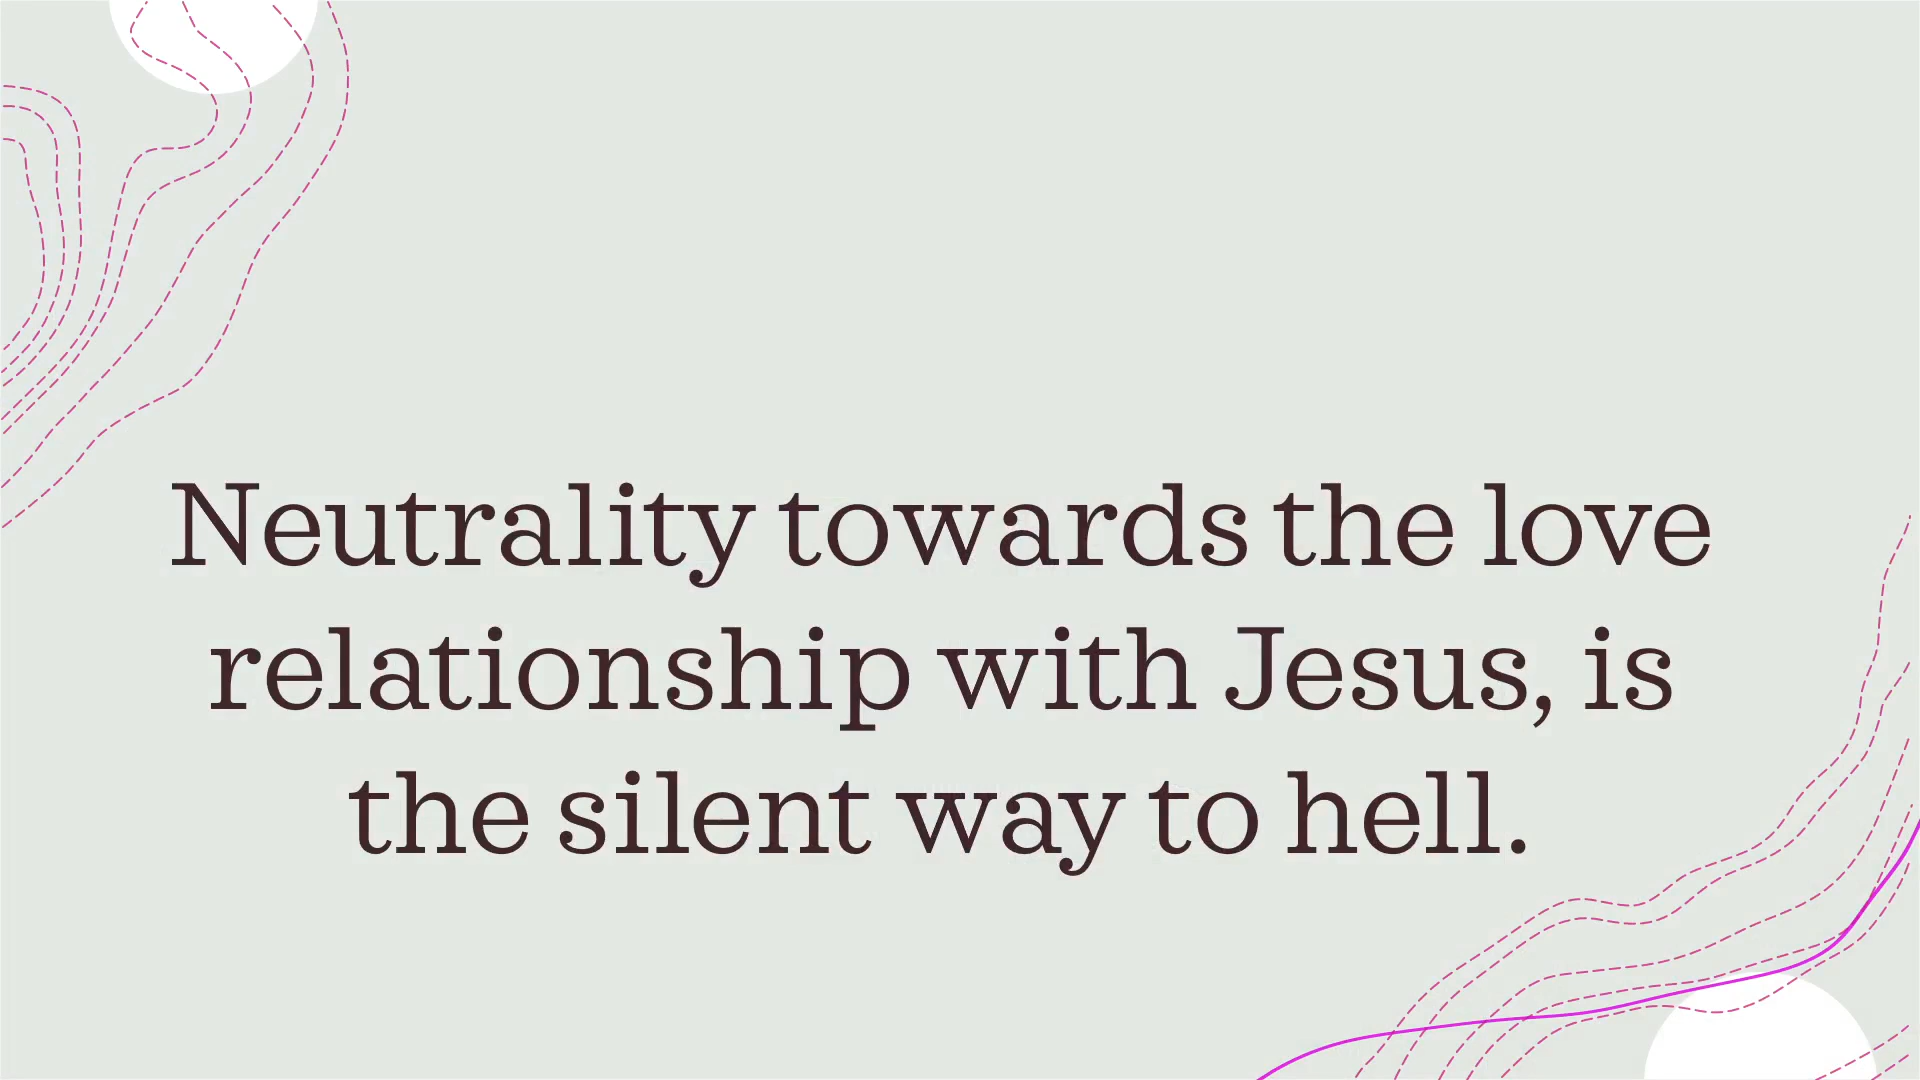 Neutrality towards the love
relationship with Jesus, is
the silent way to hell.